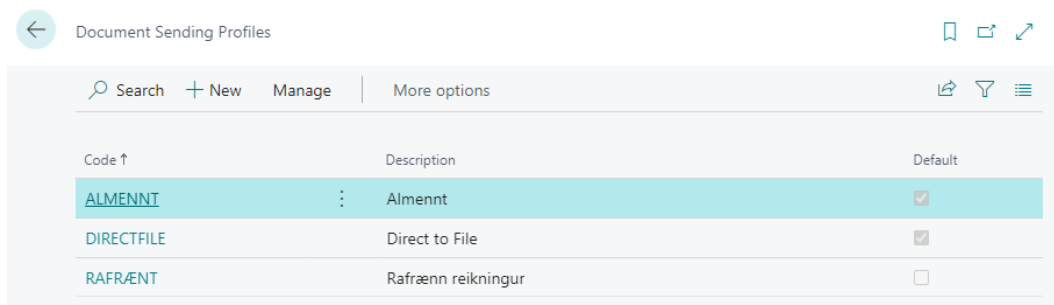 Document Sending Profiles
Search New Manage More options
Code ↑ Description Default
ALMENNT Almennt
DIRECTFILE Direct to File
RAFRÆNT Rafrænn reikningur